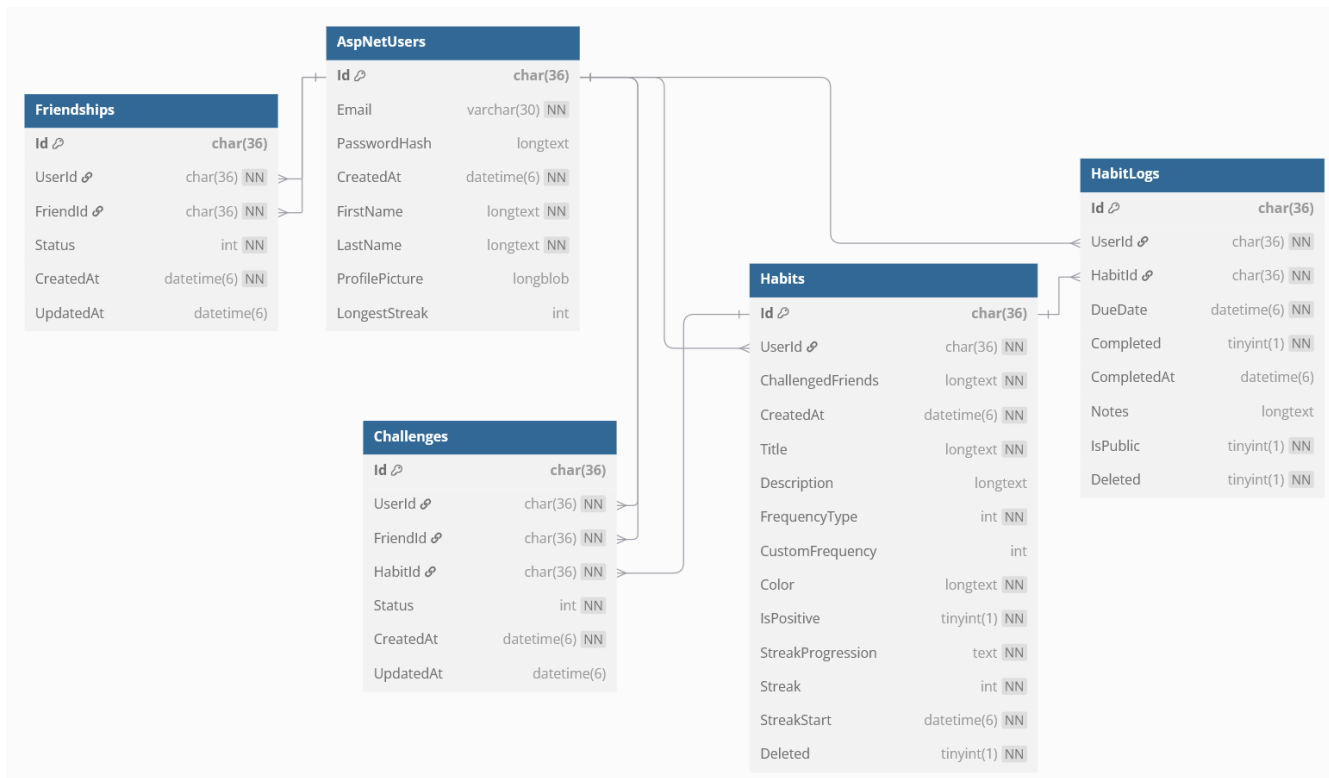 AspNetUsers
Id char(36)
Email varchar(30) NN
PasswordHash longtext
CreatedAt datetime(6) NN
FirstName longtext NN
LastName longtext NN
ProfilePicture longblob
LongestStreak int
Friendships
Id char(36)
UserId char(36) NN
FriendId char(36) NN
Status int NN
CreatedAt datetime(6) NN
UpdatedAt datetime(6)
HabitLogs
Id char(36)
UserId char(36) NN
HabitId char(36) NN
DueDate datetime(6) NN
Completed tinyint(1) NN
CompletedAt datetime(6)
Notes longtext
IsPublic tinyint(1) NN
Deleted tinyint(1) NN
Habits
Id char(36)
UserId char(36) NN
ChallengedFriends longtext NN
CreatedAt datetime(6) NN
Title longtext NN
Description longtext
FrequencyType int NN
CustomFrequency int
Color longtext NN
IsPositive tinyint(1) NN
StreakProgression text NN
Streak int NN
StreakStart datetime(6) NN
Deleted tinyint(1) NN
Challenges
Id char(36)
UserId char(36) NN
FriendId char(36) NN
HabitId char(36) NN
Status int NN
CreatedAt datetime(6) NN
UpdatedAt datetime(6)